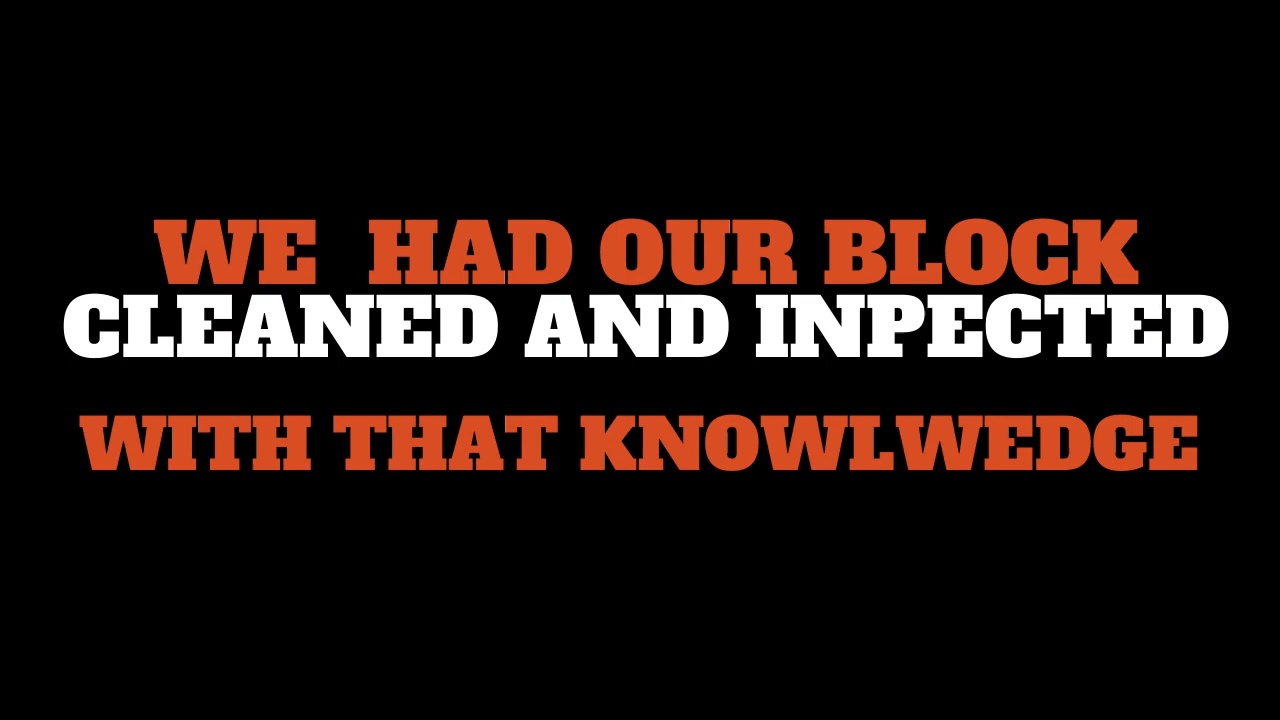 WE  HAD OUR BLOCK
CLEANED AND INPECTED
WITH THAT KNOWLWEDGE